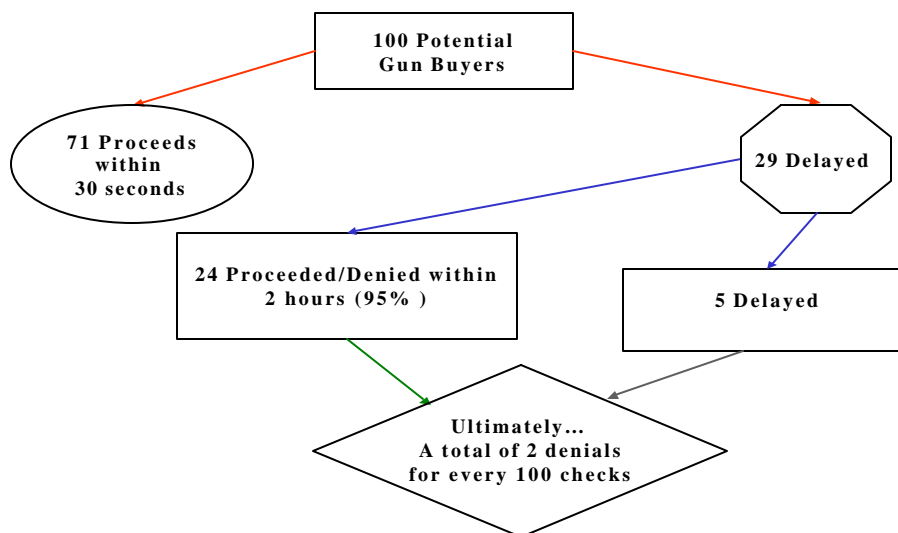 100 Potential
Gun Buyers
71 Proceeds
within
30 seconds
29 Delayed
24 Proceeded/Denied within
2 hours (95% )
5 Delayed
Ultimately...
A total of 2 denials
for every 100 checks